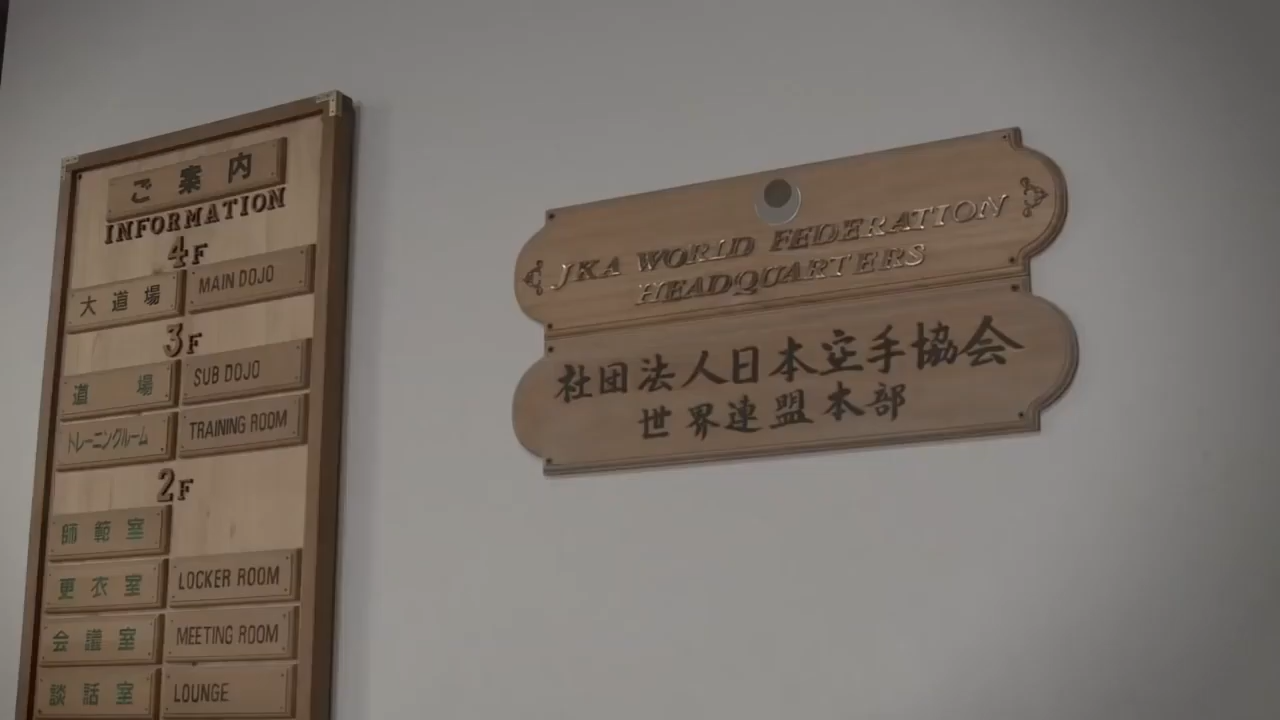 ご案内
INFORMATION
4F
大道場 MAIN DOJO
3F
道場 SUB DOJO
トレーニングルーム TRAINING ROOM
2F
師範室
更衣室 LOCKER ROOM
会議室 MEETING ROOM
談話室 LOUNGE
JKA WORLD FEDERATION
HEADQUARTERS
社団法人日本空手協会
世界連盟本部